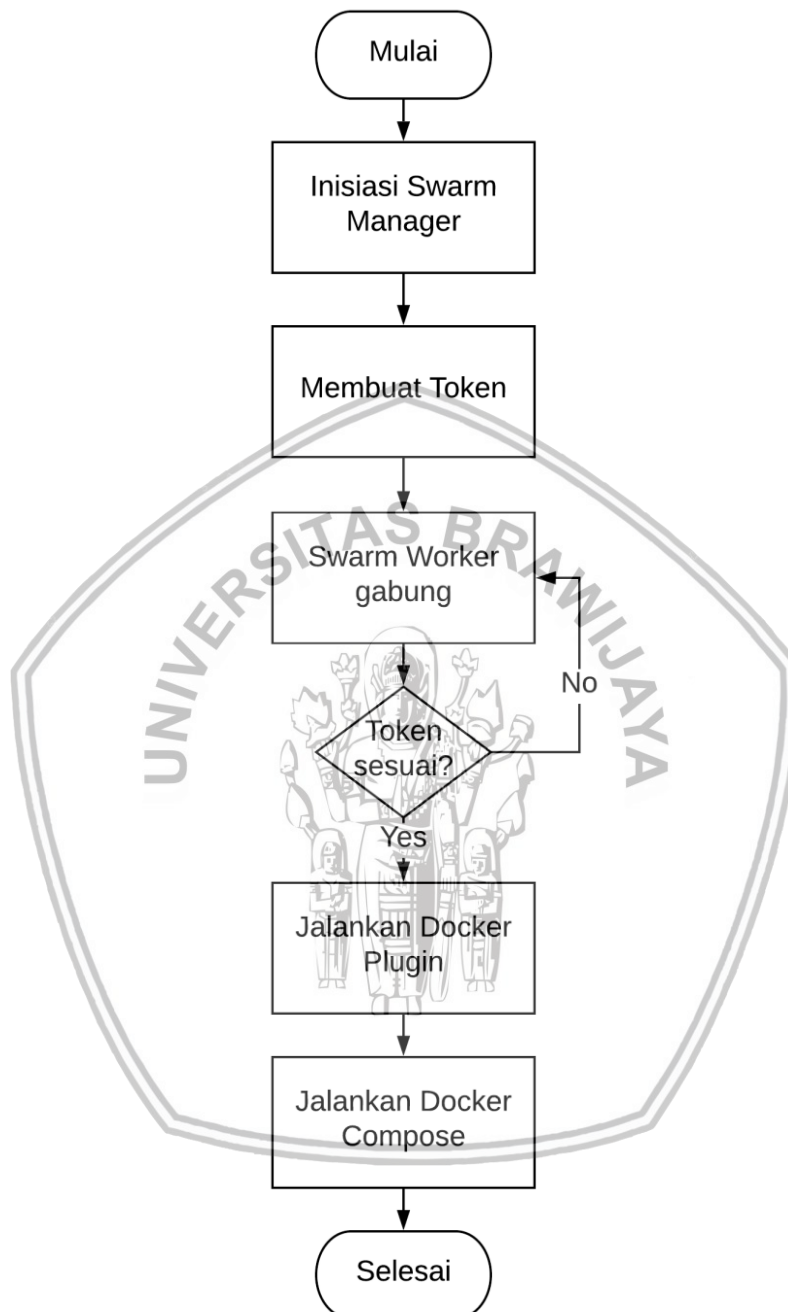 Mulai
Inisiasi Swarm
Manager
Membuat Token
UNIVERSITAS BRAWIJAYA
Swarm Worker
gabung
No
Token
sesuai?
Yes
Jalankan Docker
Plugin
Jalankan Docker
Compose
Selesai